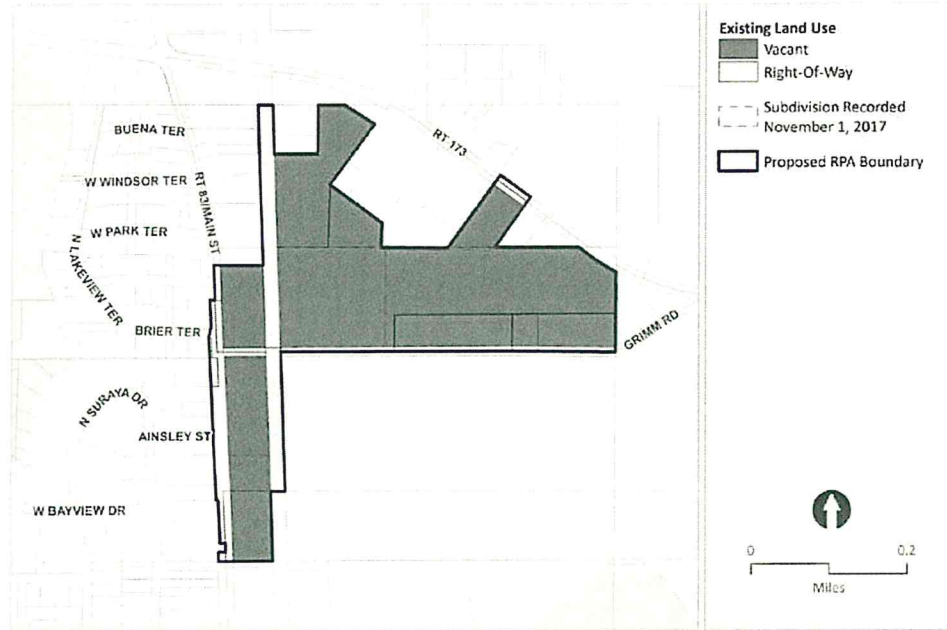 Existing Land Use
Vacant
Right-Of-Way
Subdivision Recorded
November 1, 2017
Proposed RPA Boundary
BUENA TER
W WINDSOR TER
W PARK TER
N LAKEVIEW TER
RT 83/MAIN ST
RT 173
BRIER TER
GRIMM RD
N SURAYA DR
AINSLEY ST
W BAYVIEW DR
0
0.2
Miles